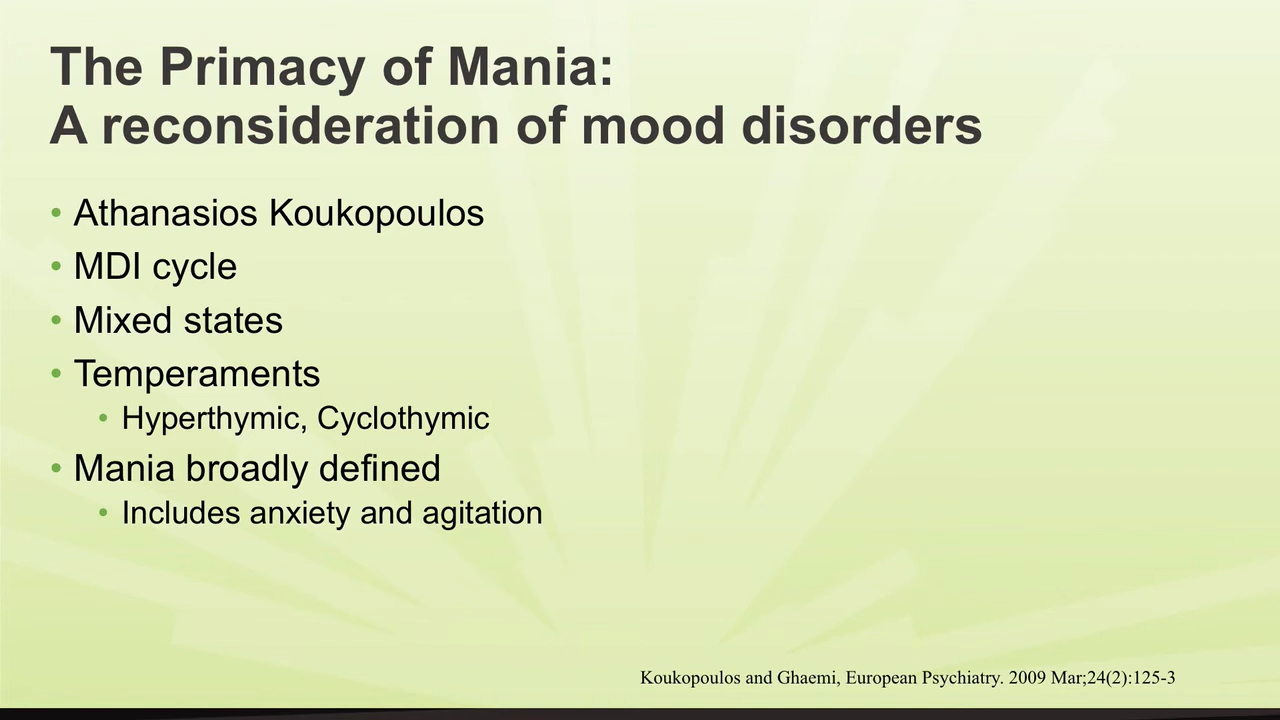 The Primacy of Mania:
A reconsideration of mood disorders
• Athanasios Koukopoulos
• MDI cycle
• Mixed states
• Temperaments
• Hyperthymic, Cyclothymic
• Mania broadly defined
• Includes anxiety and agitation
Koukopoulos and Ghaemi, European Psychiatry. 2009 Mar;24(2):125-3